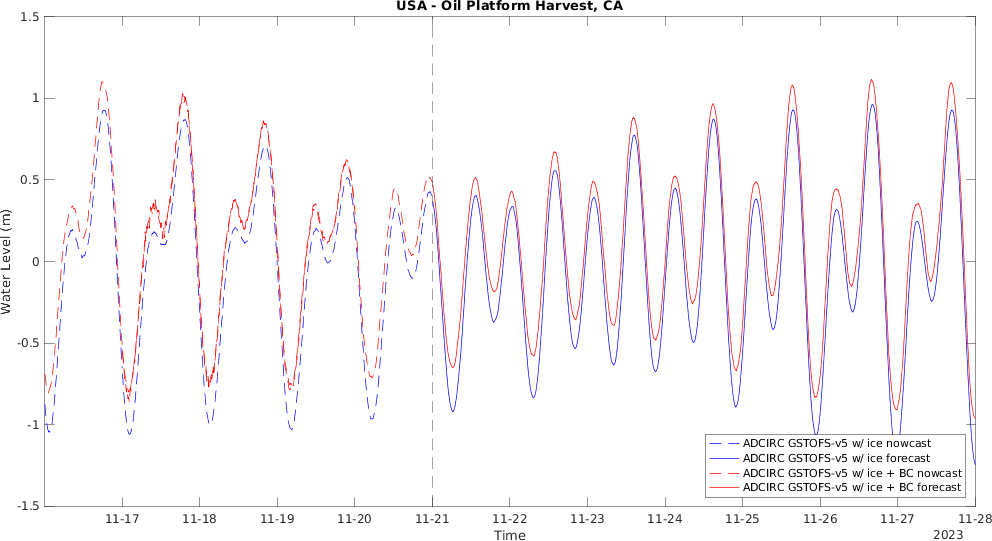 USA - Oil Platform Harvest, CA
Water Level (m)
1.5
1
0.5
0
-0.5
-1
-1.5
ADCIRC GSTOFS-v5 w/ ice nowcast
ADCIRC GSTOFS-v5 w/ ice forecast
ADCIRC GSTOFS-v5 w/ ice + BC nowcast
ADCIRC GSTOFS-v5 w/ ice + BC forecast
11-17 11-18 11-19 11-20 11-21 11-22 11-23 11-24 11-25 11-26 11-27 11-28
Time
2023